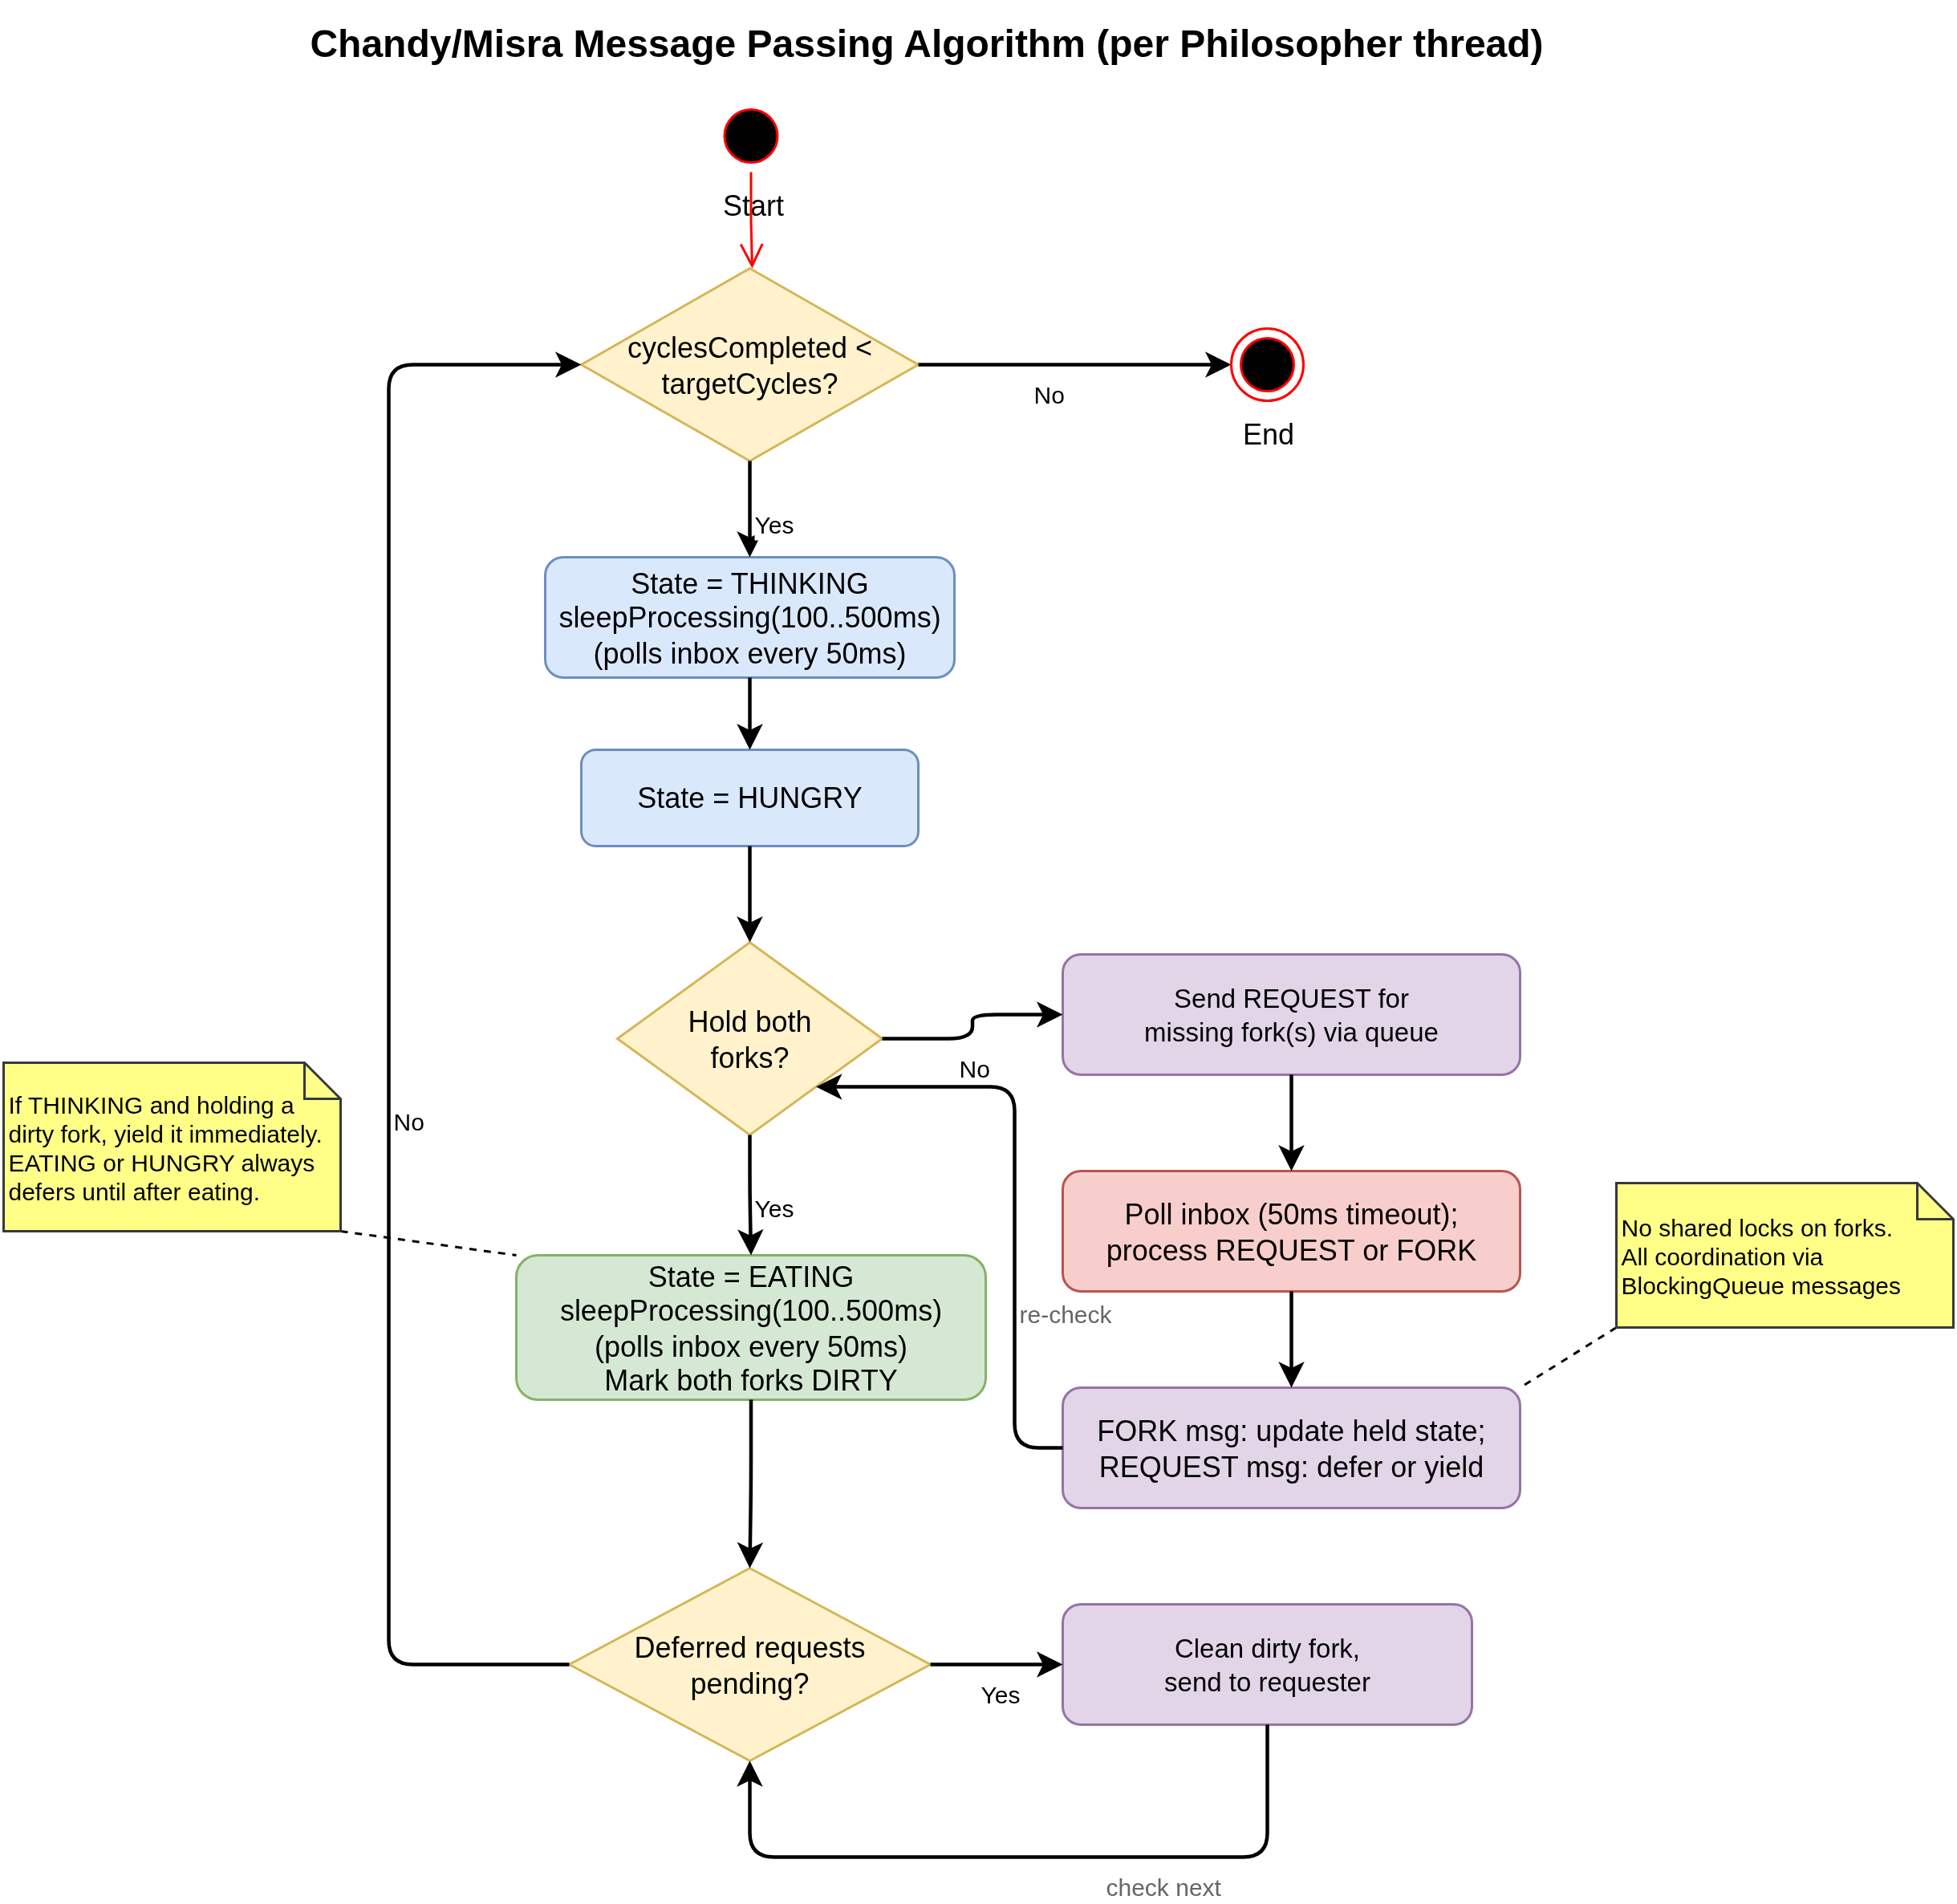 Chandy/Misra Message Passing Algorithm (per Philosopher thread)
Start
cyclesCompleted <
targetCycles?
No
End
Yes
State = THINKING
sleepProcessing(100..500ms)
(polls inbox every 50ms)
State = HUNGRY
Hold both
forks?
No
Send REQUEST for
missing fork(s) via queue
If THINKING and holding a
dirty fork, yield it immediately.
EATING or HUNGRY always
defers until after eating.
No
Yes
Poll inbox (50ms timeout);
process REQUEST or FORK
No shared locks on forks.
All coordination via
BlockingQueue messages
State = EATING
sleepProcessing(100..500ms)
(polls inbox every 50ms)
Mark both forks DIRTY
re-check
FORK msg: update held state;
REQUEST msg: defer or yield
Deferred requests
pending?
Yes
Clean dirty fork,
send to requester
check next